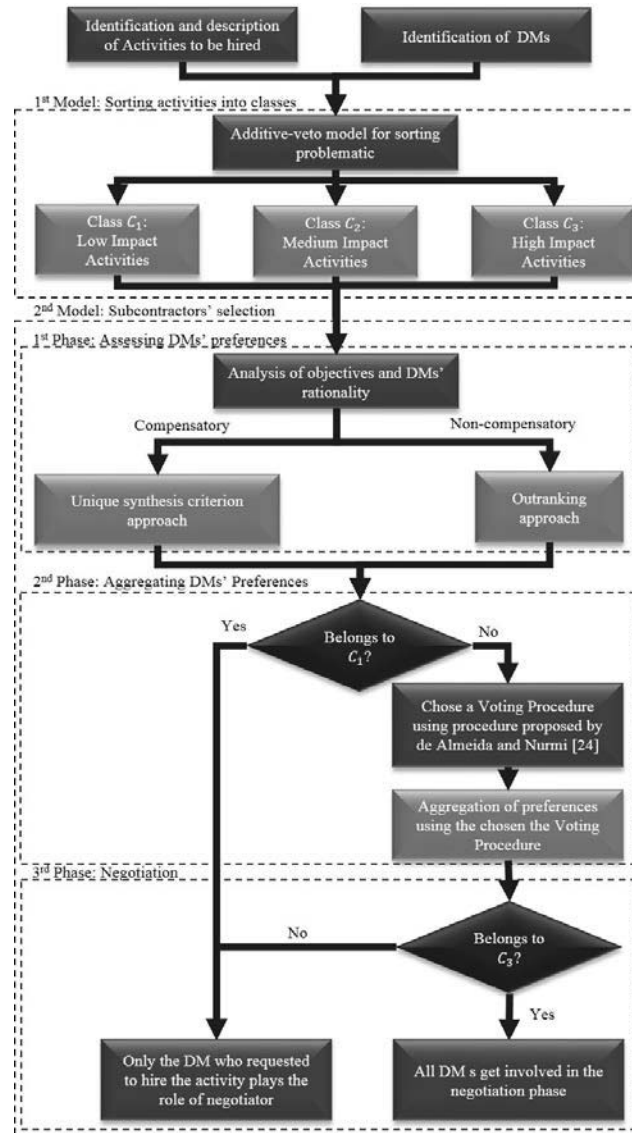 Identification and description
of Activities to be hired
Identification of DMs
1st Model: Sorting activities into classes
Additive-veto model for sorting
problematic
Class C1:
Low Impact
Activities
Class C2:
Medium Impact
Activities
Class C3:
High Impact
Activities
2nd Model: Subcontractors' selection
1st Phase: Assessing DMs' preferences
Analysis of objectives and DMs'
rationality
Compensatory
Non-compensatory
Unique synthesis criterion
approach
Outranking
approach
2nd Phase: Aggregating DMs' Preferences
Yes
Belongs to
C1?
No
Chose a Voting Procedure
using procedure proposed by
de Almeida and Nurmi [24]
Aggregation of preferences
using the chosen the Voting
Procedure
3rd Phase: Negotiation
No
Belongs to
C3?
Yes
Only the DM who requested
to hire the activity plays the
role of negotiator
All DM s get involved in the
negotiation phase